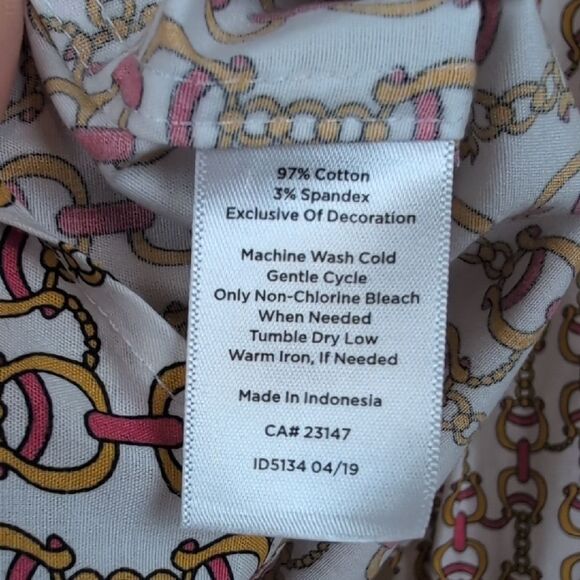 97% Cotton
3% Spandex
Exclusive Of Decoration
Machine Wash Cold
Gentle Cycle
Only Non-Chlorine Bleach
When Needed
Tumble Dry Low
Warm Iron, If Needed
Made In Indonesia
CA# 23147
ID5134 04/19